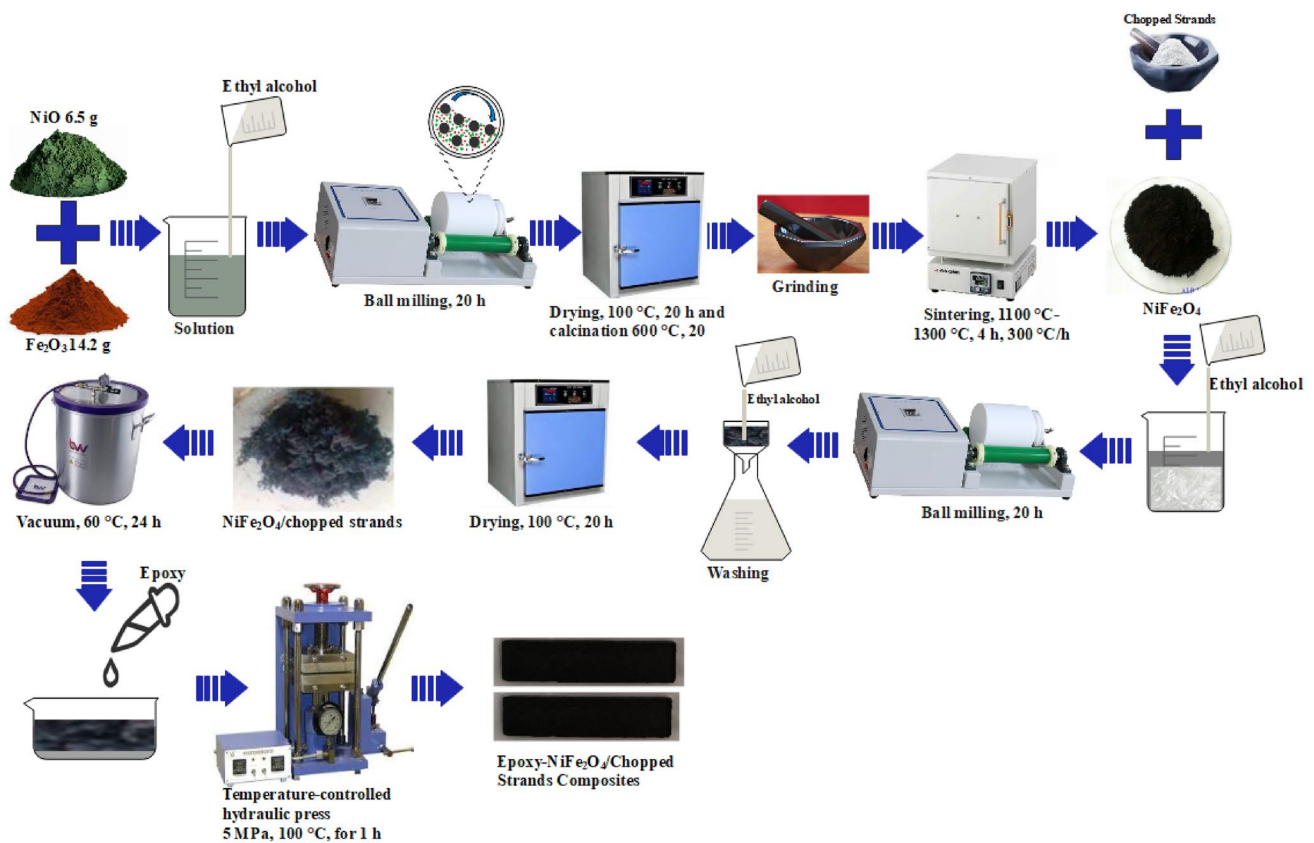 Chopped Strands
Ethyl alcohol
NiO 6.5 g
Fe₂O₃ 14.2 g
Solution
Ball milling, 20 h
Drying, 100 °C, 20 h and
calcination 600 °C, 20
Grinding
Sintering, 1100 °C-
1300 °C, 4 h, 300 °C/h
NiFe₂O₄
Ethyl alcohol
Ball milling, 20 h
Ethyl alcohol
Washing
Drying, 100 °C, 20 h
NiFe₂O₄/chopped strands
Vacuum, 60 °C, 24 h
Epoxy
Temperature-controlled
hydraulic press
5 MPa, 100 °C, for 1 h
Epoxy-NiFe₂O₄/Chopped
Strands Composites